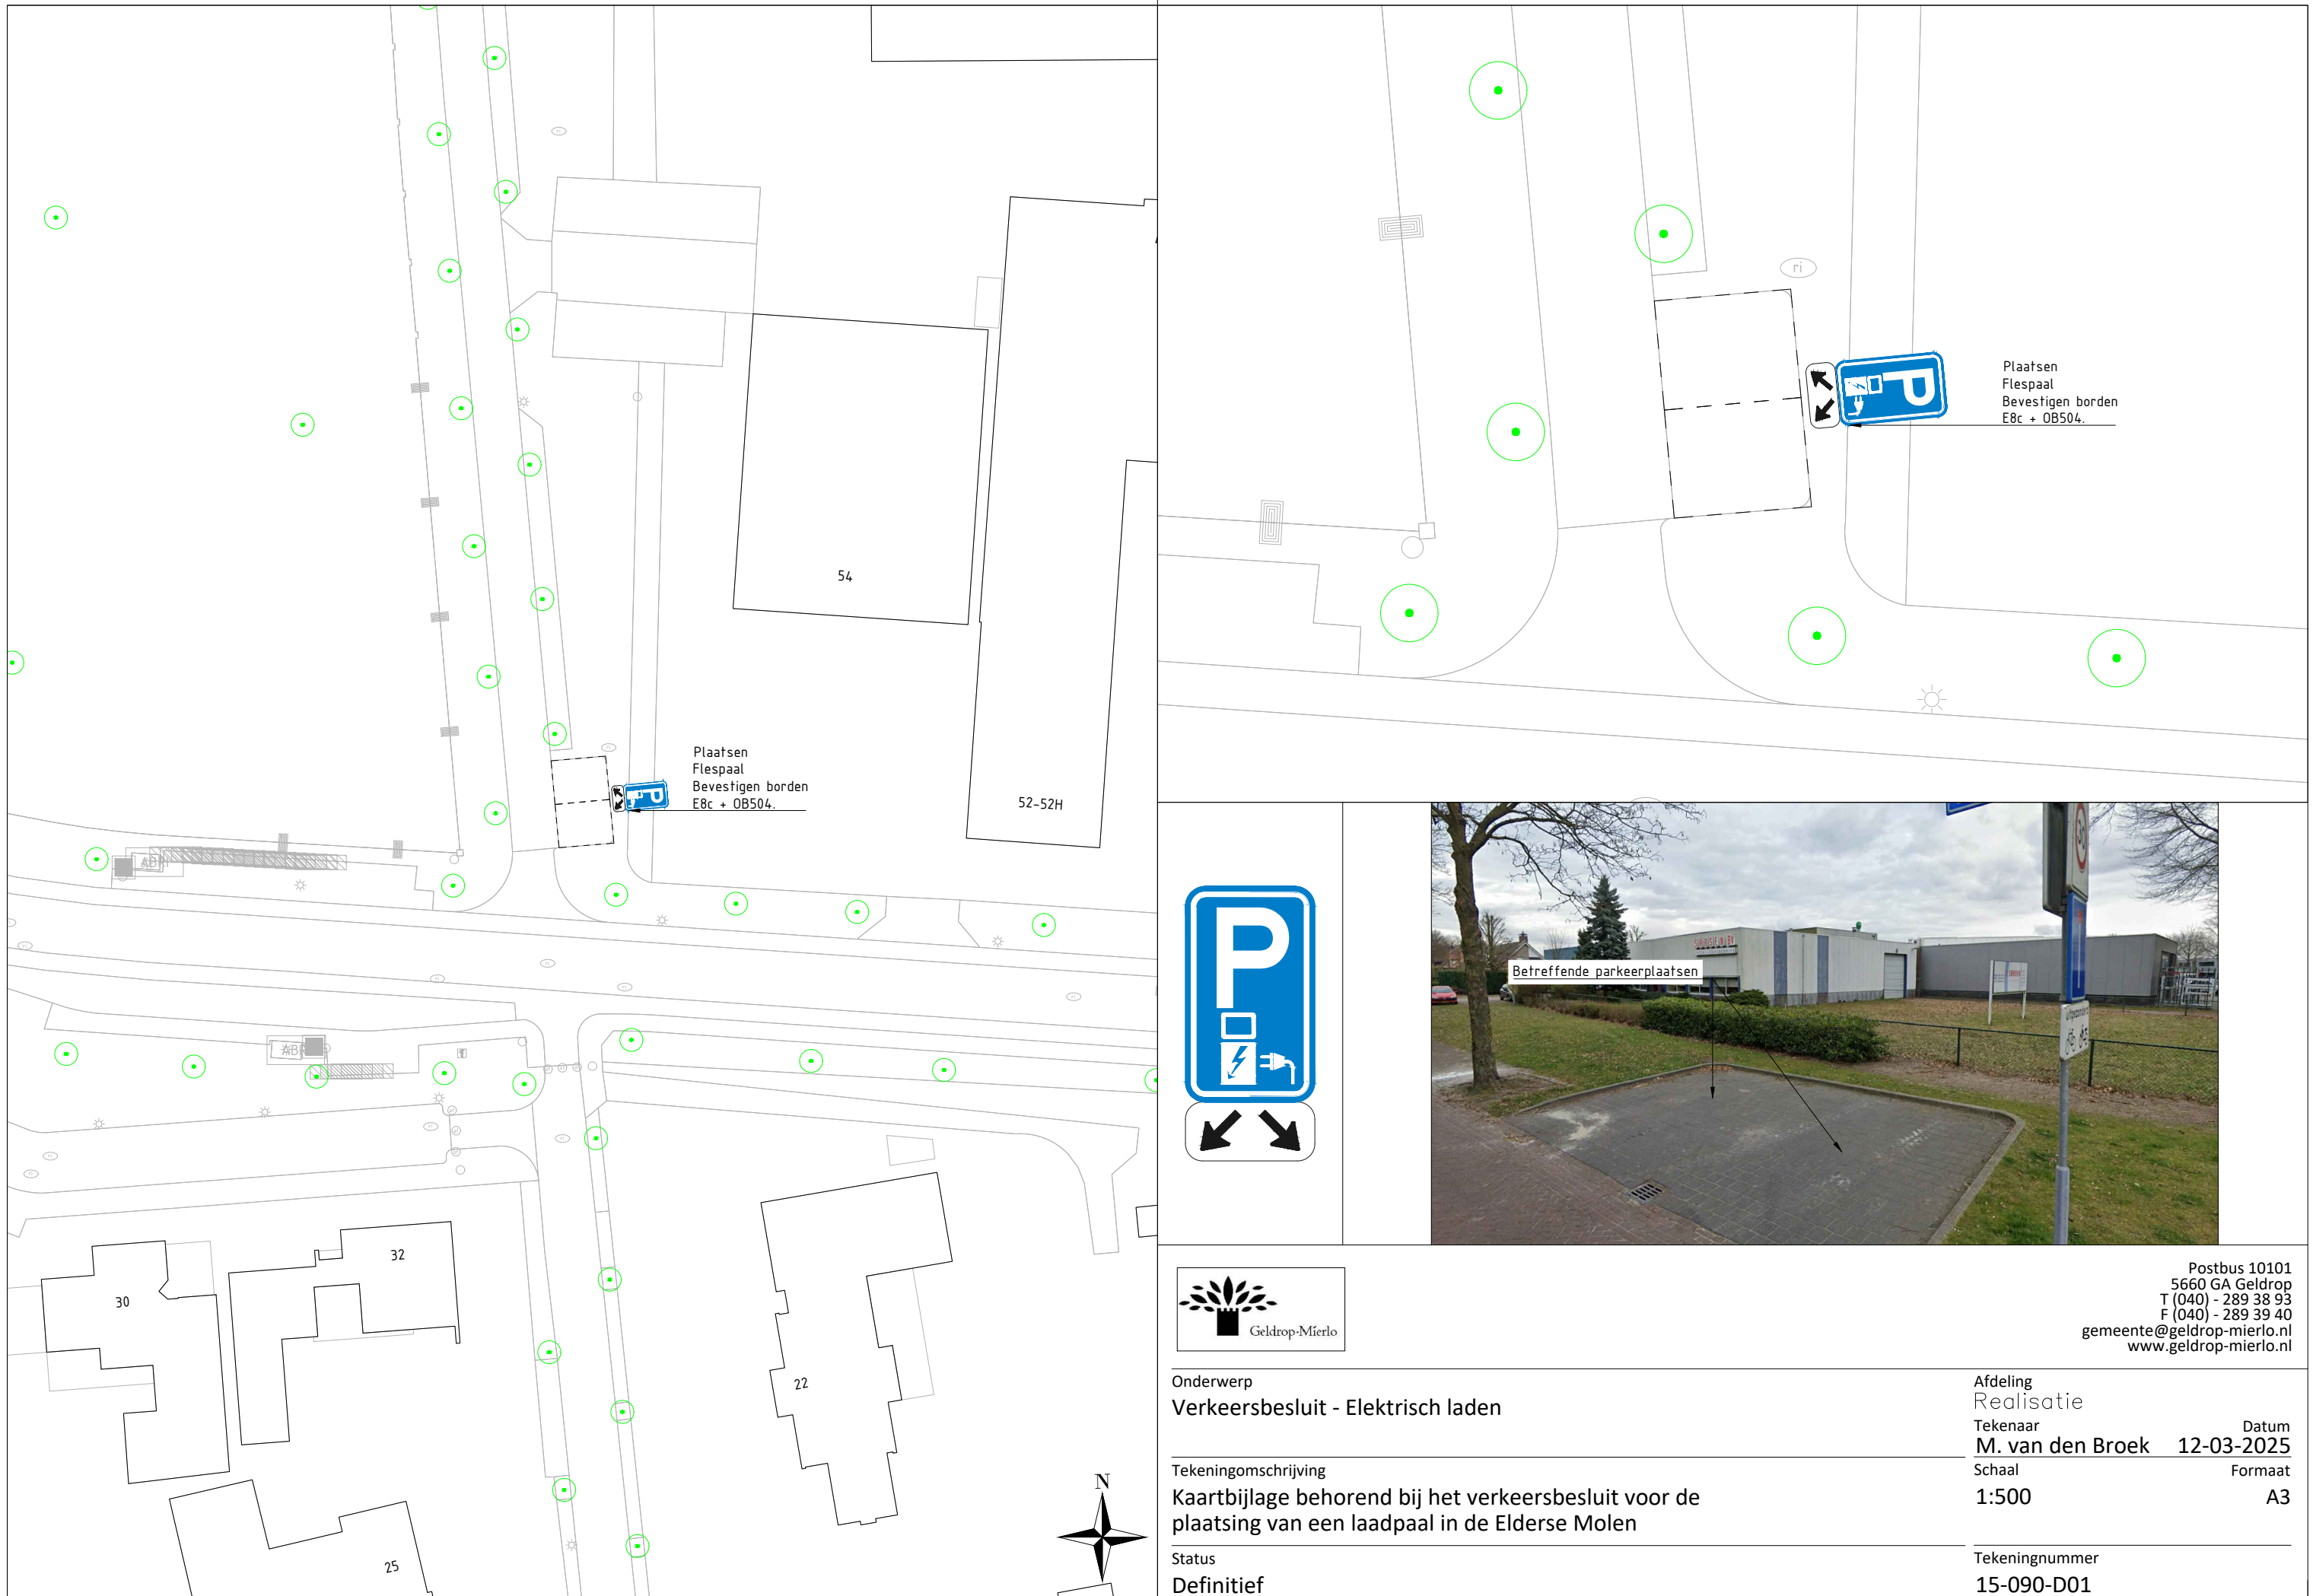 54
52-52H
Plaatsen
Flespaal
Bevestigen borden
E8c + OB504.
30
32
22
25
N
ri
Plaatsen
Flespaal
Bevestigen borden
E8c + OB504.
P
P
P
Betreffende parkeerplaatsen
Geldrop-Mierlo
Postbus 10101
5660 GA Geldrop
T (040) - 289 38 93
F (040) - 289 39 40
gemeente@geldrop-mierlo.nl
www.geldrop-mierlo.nl
Onderwerp
Verkeersbesluit - Elektrisch laden
Afdeling
Realisatie
Tekenaar Datum
M. van den Broek 12-03-2025
Tekeningomschrijving
Kaartbijlage behorend bij het verkeersbesluit voor de
plaatsing van een laadpaal in de Elderse Molen
Schaal Formaat
1:500 A3
Status
Definitief
Tekeningnummer
15-090-D01